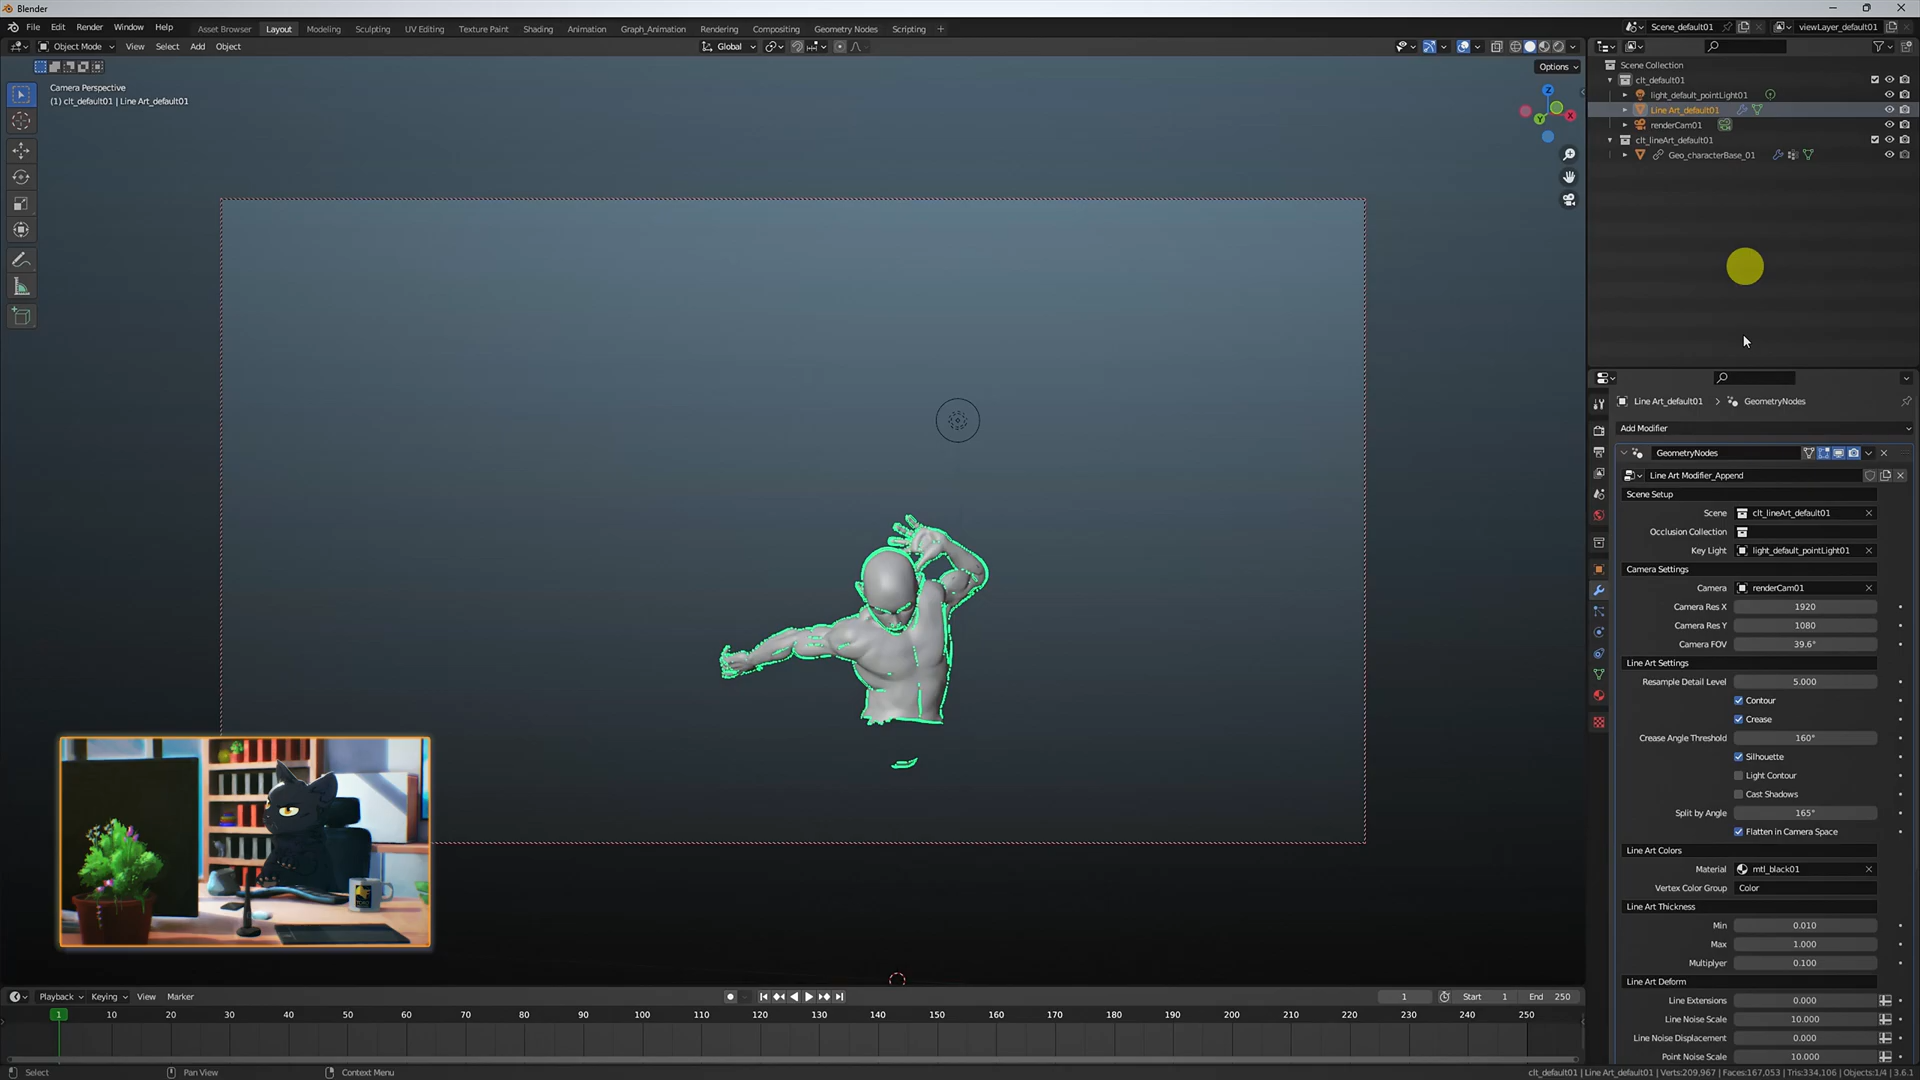 Blender
File Edit Render Window Help
Asset Browser Layout Modeling Sculpting UV Editing Texture Paint Shading Animation Graph_Animation Rendering Compositing Geometry Nodes Scripting
Scene_default01
viewLayer_default01
Object Mode View Select Add Object
Global
Options
Camera Perspective
(1) clt_default01 | Line Art_default01
Z
X
Y
Scene Collection
clt_default01
light_default_pointLight01
Line Art_default01
renderCam01
clt_lineArt_default01
Geo_characterBase_01
Line Art_default01 > GeometryNodes
Add Modifier
GeometryNodes
Line Art Modifier_Append
Scene Setup
Scene clt_lineArt_default01
Occlusion Collection
Key Light light_default_pointLight01
Camera Settings
Camera renderCam01
Camera Res X 1920
Camera Res Y 1080
Camera FOV 39.6°
Line Art Settings
Resample Detail Level 5.000
Contour
Crease
Crease Angle Threshold 160°
Silhouette
Light Contour
Cast Shadows
Split by Angle 165°
Flatten in Camera Space
Line Art Colors
Material mtl_black01
Vertex Color Group Color
Line Art Thickness
Min 0.010
Max 1.000
Multiplyer 0.100
Line Art Deform
Line Extensions 0.000
Line Noise Scale 10.000
Line Noise Displacement 0.000
Point Noise Scale 10.000
Playback Keying View Marker
1 Start 1 End 250
1 10 20 30 40 50 60 70 80 90 100 110 120 130 140 150 160 170 180 190 200 210 220 230 240 250
Select Pan View Context Menu
clt_default01 | Line Art_default01 | Verts:209,967 | Faces:167,053 | Tris:334,106 | Objects:1/4 | 3.6.1